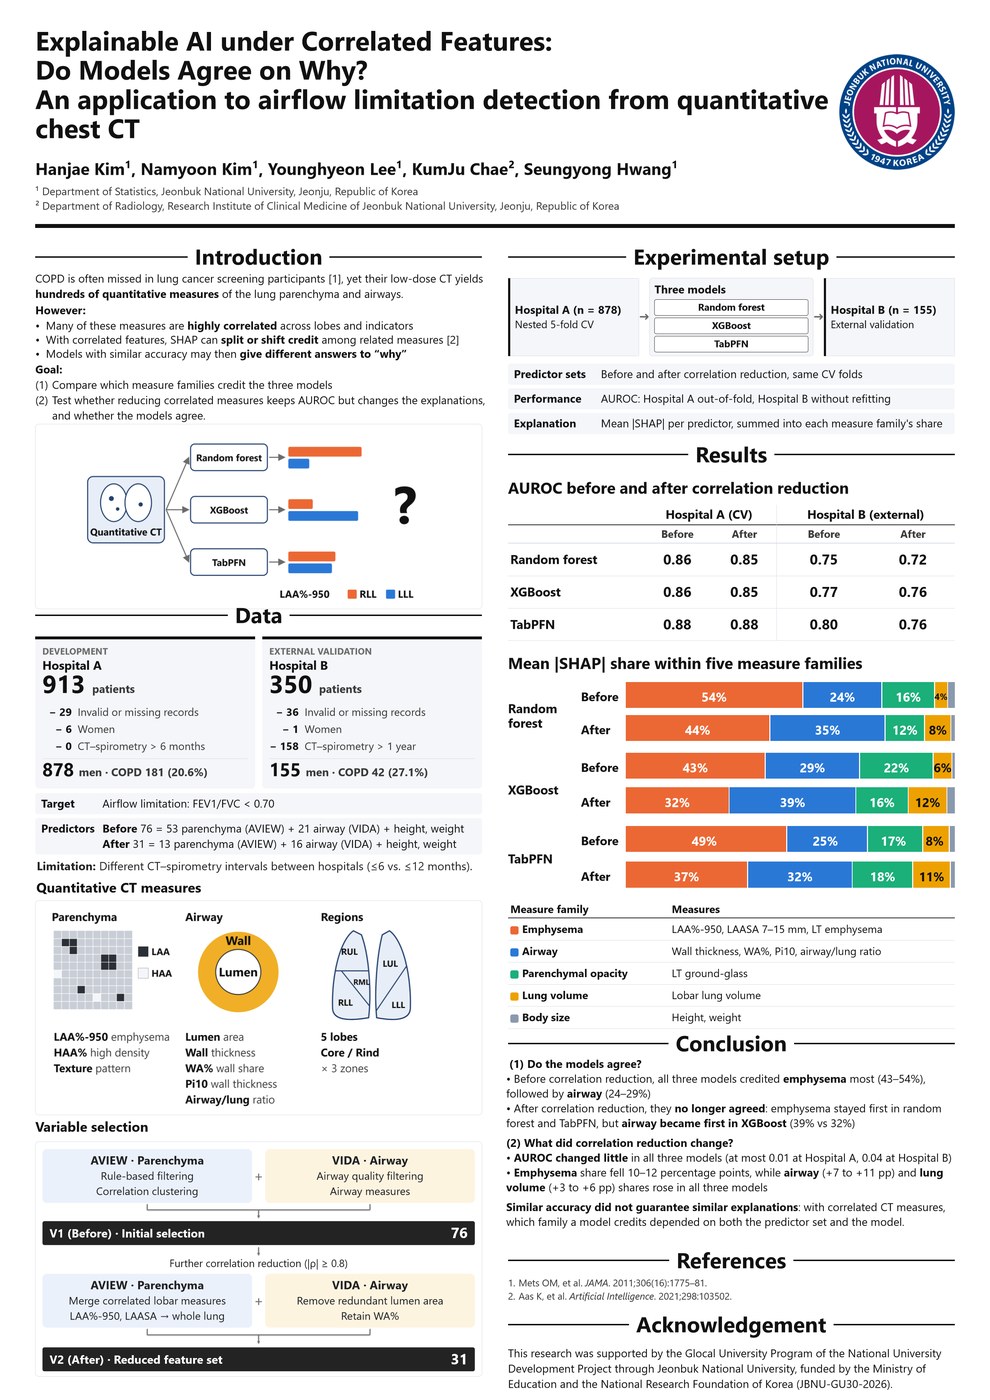 Explainable AI under Correlated Features:
Do Models Agree on Why?
An application to airflow limitation detection from quantitative
chest CT
JEONBUK NATIONAL UNIVERSITY
1947 KOREA
Hanjae Kim¹, Namyoon Kim¹, Younghyeon Lee¹, KumJu Chae², Seungyong Hwang¹
¹ Department of Statistics, Jeonbuk National University, Jeonju, Republic of Korea
² Department of Radiology, Research Institute of Clinical Medicine of Jeonbuk National University, Jeonju, Republic of Korea
Introduction
COPD is often missed in lung cancer screening participants [1], yet their low-dose CT yields
hundreds of quantitative measures of the lung parenchyma and airways.
However:
• Many of these measures are highly correlated across lobes and indicators
• With correlated features, SHAP can split or shift credit among related measures [2]
• Models with similar accuracy may then give different answers to “why”
Goal:
(1) Compare which measure families credit the three models
(2) Test whether reducing correlated measures keeps AUROC but changes the explanations,
and whether the models agree.
Quantitative CT
Random forest
XGBoost
TabPFN
?
LAA%-950 RLL LLL
Data
DEVELOPMENT
Hospital A
913 patients
– 29 Invalid or missing records
– 6 Women
– 0 CT–spirometry > 6 months
878 men · COPD 181 (20.6%)
EXTERNAL VALIDATION
Hospital B
350 patients
– 36 Invalid or missing records
– 1 Women
– 158 CT–spirometry > 1 year
155 men · COPD 42 (27.1%)
Target Airflow limitation: FEV1/FVC < 0.70
Predictors Before 76 = 53 parenchyma (AVIEW) + 21 airway (VIDA) + height, weight
After 31 = 13 parenchyma (AVIEW) + 16 airway (VIDA) + height, weight
Limitation: Different CT–spirometry intervals between hospitals (≤6 vs. ≤12 months).
Quantitative CT measures
Parenchyma
LAA
HAA
LAA%-950 emphysema
HAA% high density
Texture pattern
Airway
Wall
Lumen
Lumen area
Wall thickness
WA% wall share
Pi10 wall thickness
Airway/lung ratio
Regions
RUL
RML
RLL
LUL
LLL
5 lobes
Core / Rind
× 3 zones
Variable selection
AVIEW · Parenchyma
Rule-based filtering
Correlation clustering
+
VIDA · Airway
Airway quality filtering
Airway measures
V1 (Before) · Initial selection 76
Further correlation reduction (|ρ| ≥ 0.8)
AVIEW · Parenchyma
Merge correlated lobar measures
LAA%-950, LAASA → whole lung
+
VIDA · Airway
Remove redundant lumen area
Retain WA%
V2 (After) · Reduced feature set 31
Experimental setup
Hospital A (n = 878)
Nested 5-fold CV
Three models
Random forest
XGBoost
TabPFN
Hospital B (n = 155)
External validation
Predictor sets Before and after correlation reduction, same CV folds
Performance AUROC: Hospital A out-of-fold, Hospital B without refitting
Explanation Mean |SHAP| per predictor, summed into each measure family's share
Results
AUROC before and after correlation reduction
Hospital A (CV) Hospital B (external)
Before After Before After
Random forest 0.86 0.85 0.75 0.72
XGBoost 0.86 0.85 0.77 0.76
TabPFN 0.88 0.88 0.80 0.76
Mean |SHAP| share within five measure families
Random
forest
Before 54% 24% 16% 4%
After 44% 35% 12% 8%
XGBoost
Before 43% 29% 22% 6%
After 32% 39% 16% 12%
TabPFN
Before 49% 25% 17% 8%
After 37% 32% 18% 11%
Measure family Measures
Emphysema LAA%-950, LAASA 7–15 mm, LT emphysema
Airway Wall thickness, WA%, Pi10, airway/lung ratio
Parenchymal opacity LT ground-glass
Lung volume Lobar lung volume
Body size Height, weight
Conclusion
(1) Do the models agree?
• Before correlation reduction, all three models credited emphysema most (43–54%),
followed by airway (24–29%)
• After correlation reduction, they no longer agreed: emphysema stayed first in random
forest and TabPFN, but airway became first in XGBoost (39% vs 32%)
(2) What did correlation reduction change?
• AUROC changed little in all three models (at most 0.01 at Hospital A, 0.04 at Hospital B)
• Emphysema share fell 10–12 percentage points, while airway (+7 to +11 pp) and lung
volume (+3 to +6 pp) shares rose in all three models
Similar accuracy did not guarantee similar explanations: with correlated CT measures,
which family a model credits depended on both the predictor set and the model.
References
1. Mets OM, et al. JAMA. 2011;306(16):1775–81.
2. Aas K, et al. Artificial Intelligence. 2021;298:103502.
Acknowledgement
This research was supported by the Glocal University Program of the National University
Development Project through Jeonbuk National University, funded by the Ministry of
Education and the National Research Foundation of Korea (JBNU-GU30-2026).